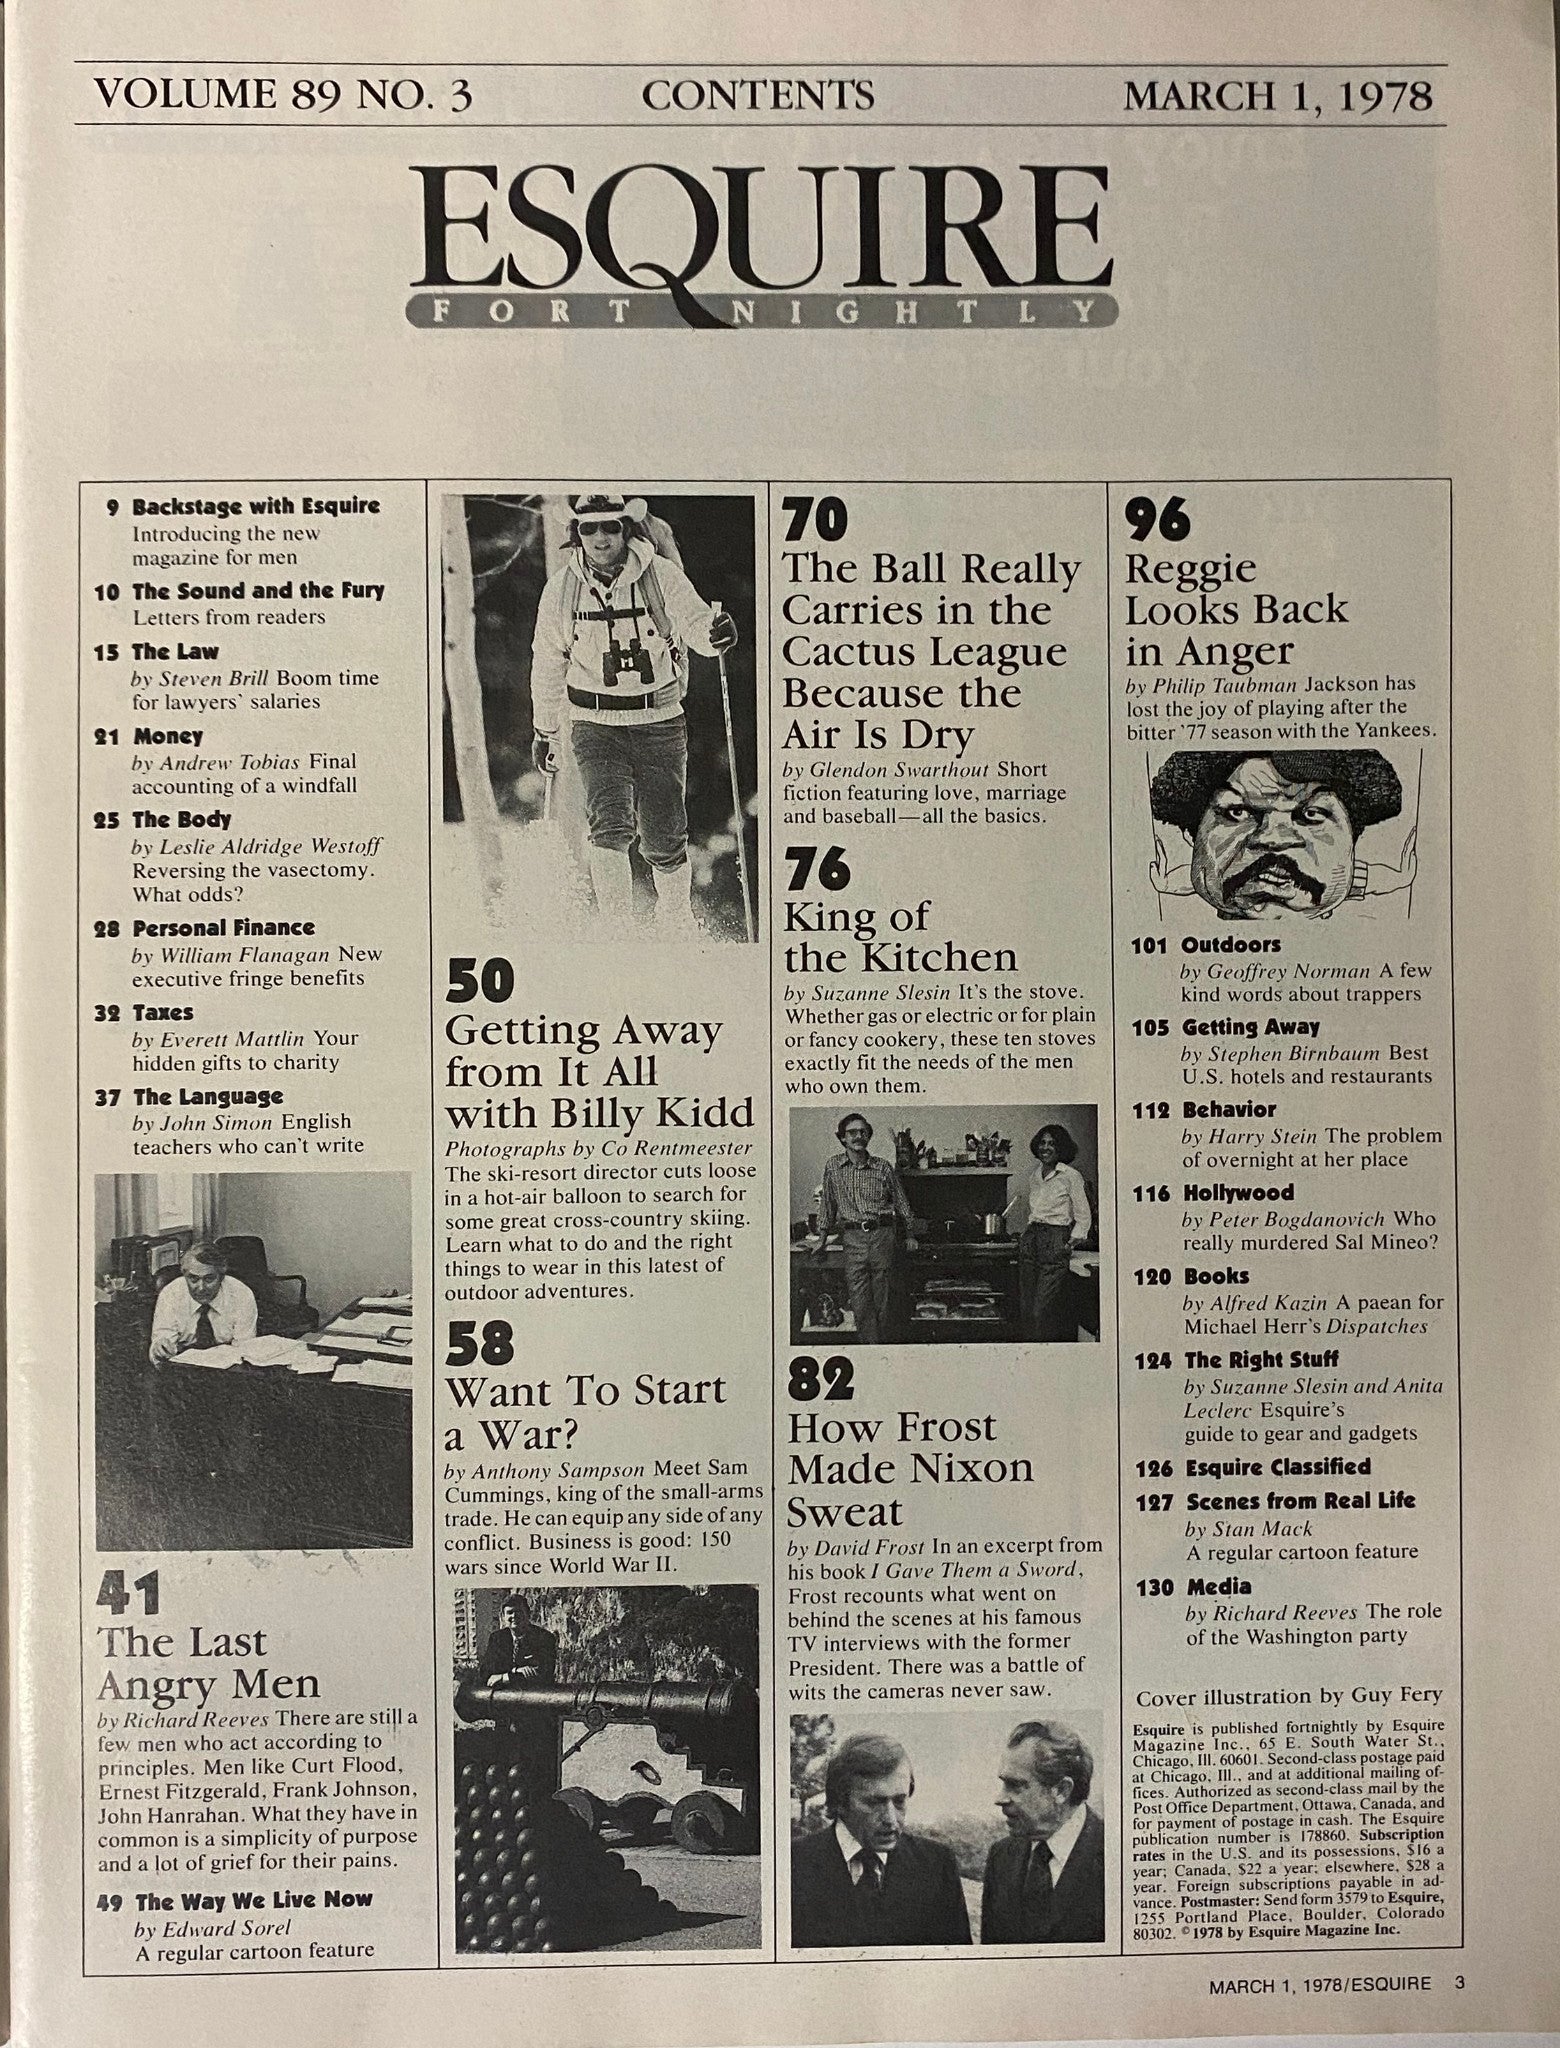 VOLUME 89 NO. 3 CONTENTS MARCH 1, 1978
ESQUIRE
FORTNIGHTLY
9 Backstage with Esquire
Introducing the new
magazine for men
10 The Sound and the Fury
Letters from readers
15 The Law
by Steven Brill Boom time
for lawyers' salaries
21 Money
by Andrew Tobias Final
accounting of a windfall
25 The Body
by Leslie Aldridge Westoff
Reversing the vasectomy.
What odds?
28 Personal Finance
by William Flanagan New
executive fringe benefits
32 Taxes
by Everett Mattlin Your
hidden gifts to charity
37 The Language
by John Simon English
teachers who can't write
41
The Last
Angry Men
by Richard Reeves There are still a
few men who act according to
principles. Men like Curt Flood,
Ernest Fitzgerald, Frank Johnson,
John Hanrahan. What they have in
common is a simplicity of purpose
and a lot of grief for their pains.
49 The Way We Live Now
by Edward Sorel
A regular cartoon feature
50
Getting Away
from It All
with Billy Kidd
Photographs by Co Rentmeester
The ski-resort director cuts loose
in a hot-air balloon to search for
some great cross-country skiing.
Learn what to do and the right
things to wear in this latest of
outdoor adventures.
58
Want To Start
a War?
by Anthony Sampson Meet Sam
Cummings, king of the small-arms
trade. He can equip any side of any
conflict. Business is good: 150
wars since World War II.
70
The Ball Really
Carries in the
Cactus League
Because the
Air Is Dry
by Glendon Swarthout Short
fiction featuring love, marriage
and baseball—all the basics.
76
King of
the Kitchen
by Suzanne Slesin It's the stove.
Whether gas or electric or for plain
or fancy cookery, these ten stoves
exactly fit the needs of the men
who own them.
82
How Frost
Made Nixon
Sweat
by David Frost In an excerpt from
his book I Gave Them a Sword,
Frost recounts what went on
behind the scenes at his famous
TV interviews with the former
President. There was a battle of
wits the cameras never saw.
96
Reggie
Looks Back
in Anger
by Philip Taubman Jackson has
lost the joy of playing after the
bitter '77 season with the Yankees.
101 Outdoors
by Geoffrey Norman A few
kind words about trappers
105 Getting Away
by Stephen Birnbaum Best
U.S. hotels and restaurants
112 Behavior
by Harry Stein The problem
of overnight at her place
116 Hollywood
by Peter Bogdanovich Who
really murdered Sal Mineo?
120 Books
by Alfred Kazin A paean for
Michael Herr's Dispatches
124 The Right Stuff
by Suzanne Slesin and Anita
Leclerc Esquire's
guide to gear and gadgets
126 Esquire Classified
127 Scenes from Real Life
by Stan Mack
A regular cartoon feature
130 Media
by Richard Reeves The role
of the Washington party
Cover illustration by Guy Fery
Esquire is published fortnightly by Esquire
Magazine Inc., 65 E. South Water St.,
Chicago, Ill. 60601. Second-class postage paid
at Chicago, Ill., and at additional mailing of-
fices. Authorized as second-class mail by the
Post Office Department, Ottawa, Canada, and
for payment of postage in cash. The Esquire
publication number is 178860. Subscription
rates in the U.S. and its possessions, $16 a
year; Canada, $22 a year; elsewhere, $28 a
year. Foreign subscriptions payable in ad-
vance. Postmaster: Send form 3579 to Esquire,
1255 Portland Place, Boulder, Colorado
80302. ©1978 by Esquire Magazine Inc.
MARCH 1, 1978/ESQUIRE 3